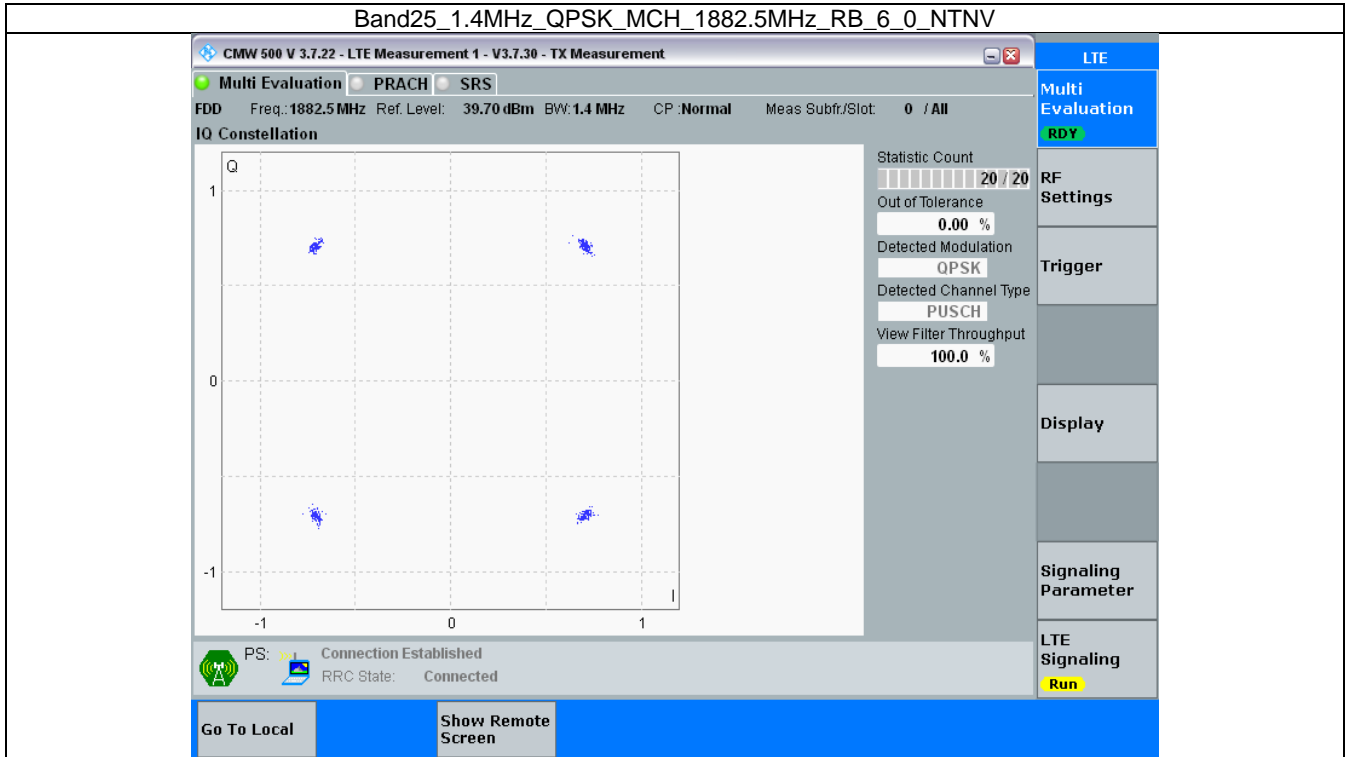 Band25_1.4MHz_QPSK_MCH_1882.5MHz_RB_6_0_NTNV
CMW 500 V 3.7.22 - LTE Measurement 1 - V3.7.30 - TX Measurement
LTE
Multi Evaluation PRACH SRS
FDD Freq.: 1882.5 MHz Ref. Level: 39.70 dBm BW: 1.4 MHz CP : Normal Meas Subfr./Slot: 0 / All
IQ Constellation
Q
1
0
-1
I
-1 0 1
Statistic Count
20 / 20
Out of Tolerance
0.00 %
Detected Modulation
QPSK
Detected Channel Type
PUSCH
View Filter Throughput
100.0 %
Multi
Evaluation
RDY
RF
Settings
Trigger
Display
Signaling
Parameter
LTE
Signaling
Run
PS: Connection Established
RRC State: Connected
Go To Local
Show Remote
Screen